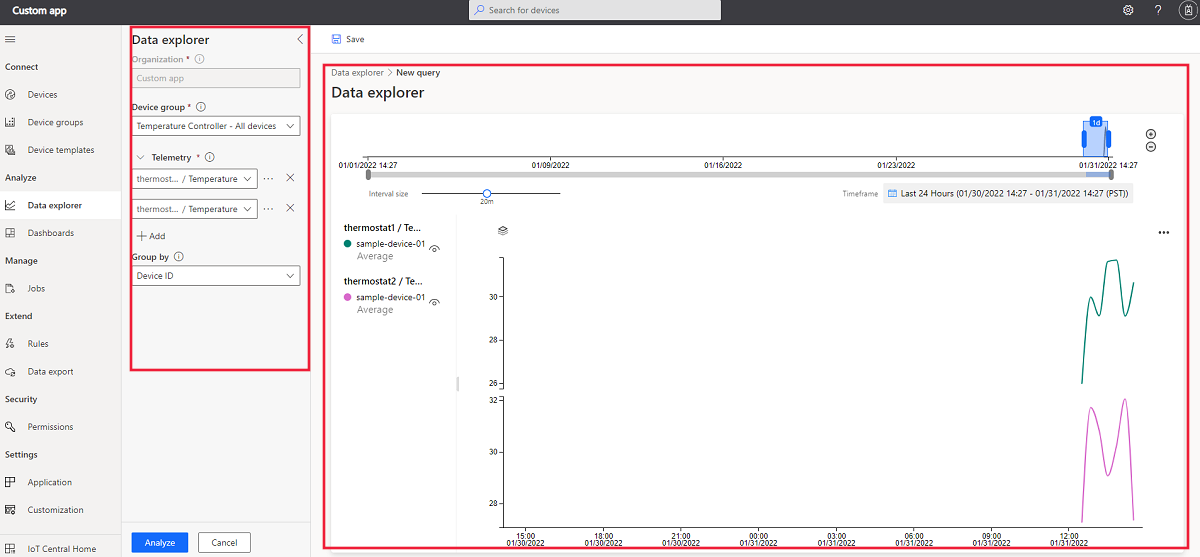 Custom app
Search for devices
?
Connect
Devices
Device groups
Device templates
Analyze
Data explorer
Dashboards
Manage
Jobs
Extend
Rules
Data export
Security
Permissions
Settings
Application
Customization
IoT Central Home
Data explorer
Organization *
Custom app
Device group *
Temperature Controller - All devices
Telemetry *
thermost... / Temperature
thermost... / Temperature
Add
Group by
Device ID
Analyze
Cancel
Save
Data explorer > New query
Data explorer
1d
01/01/2022 14:27
01/09/2022
01/16/2022
01/23/2022
01/31/2022 14:27
Interval size
20m
Timeframe
Last 24 Hours (01/30/2022 14:27 - 01/31/2022 14:27 (PST))
thermostat1 / Te...
sample-device-01
Average
thermostat2 / Te...
sample-device-01
Average
30
28
26
32
30
28
15:00 18:00 21:00 00:00 03:00 06:00 09:00 12:00
01/30/2022 01/30/2022 01/30/2022 01/31/2022 01/31/2022 01/31/2022 01/31/2022 01/31/2022